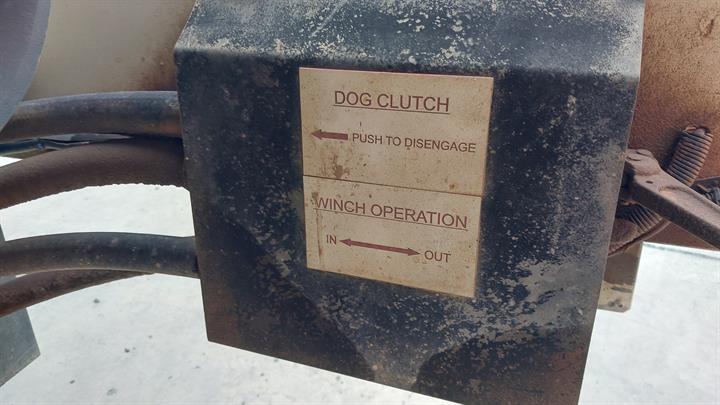 DOG CLUTCH
PUSH TO DISENGAGE
WINCH OPERATION
IN OUT